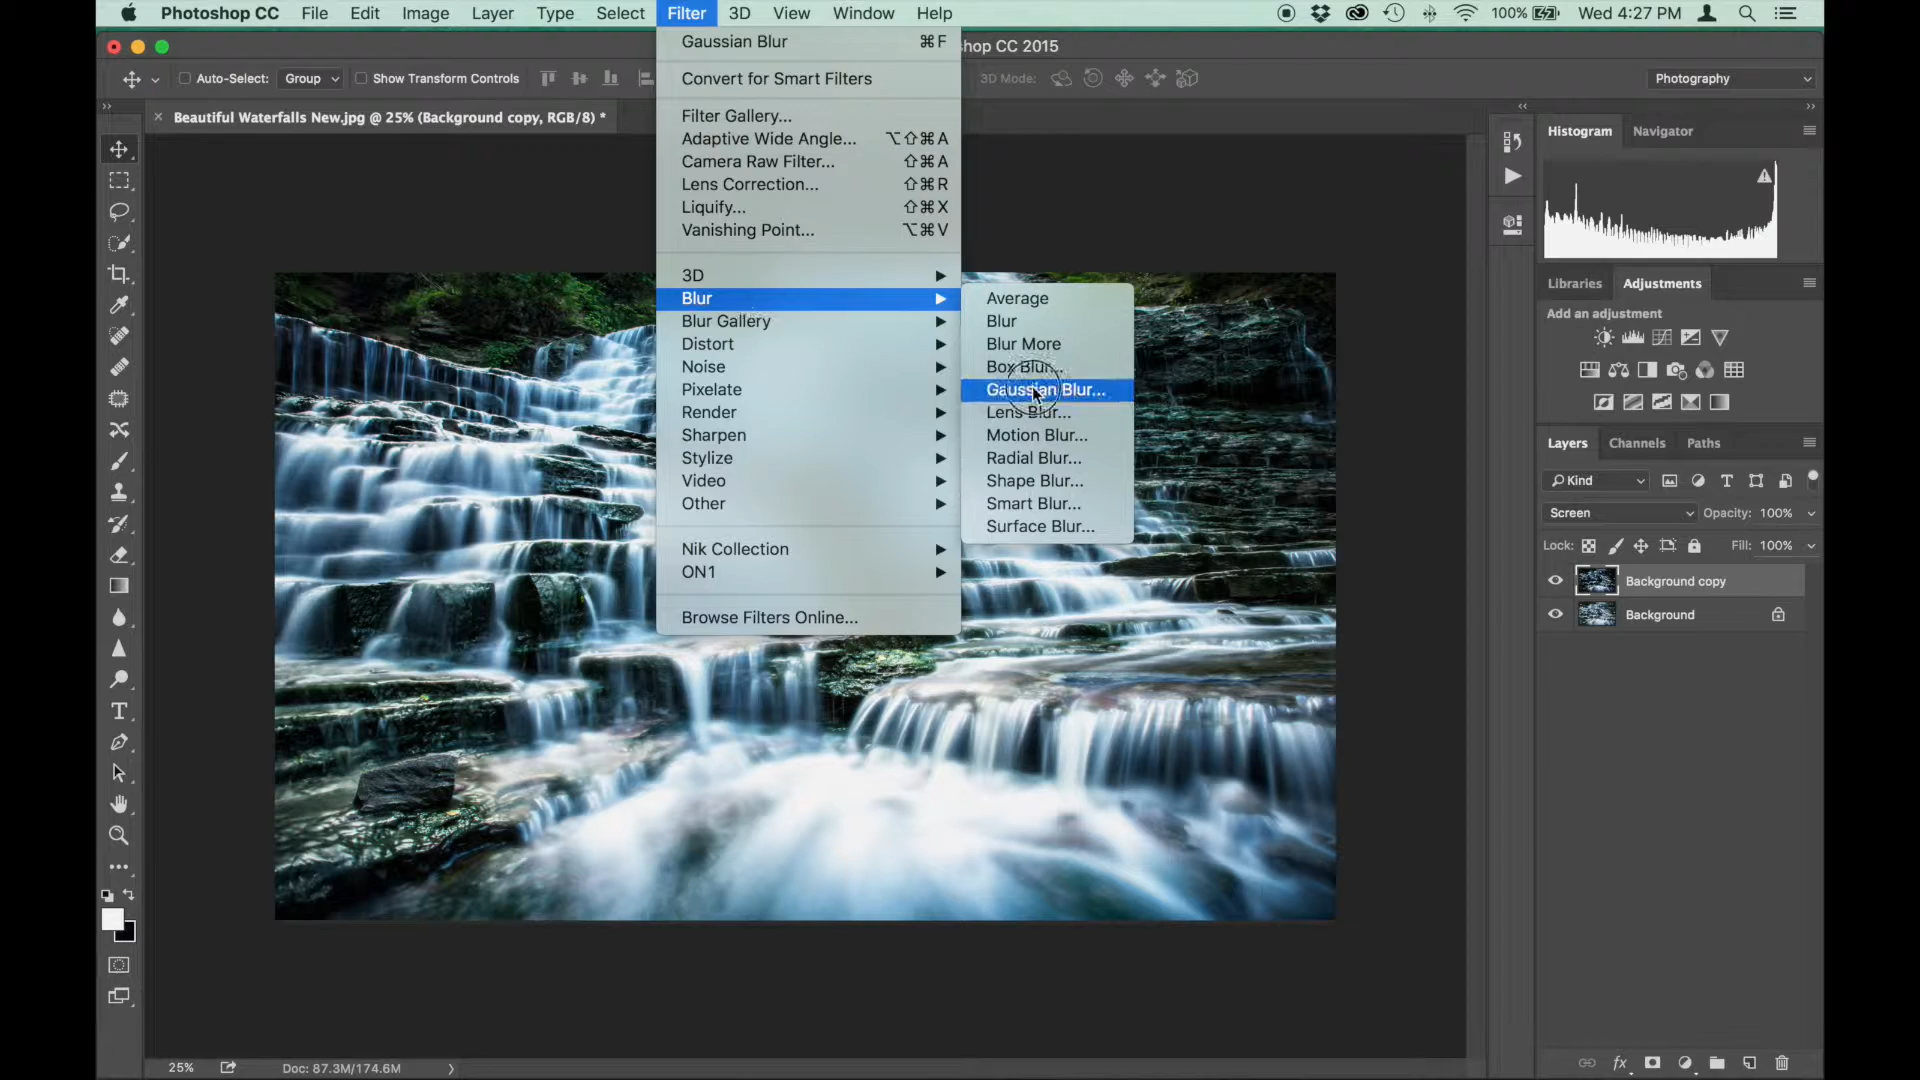 Photoshop CC File Edit Image Layer Type Select Filter 3D View Window Help 100% Wed 4:27 PM
hop CC 2015
Auto-Select: Group Show Transform Controls 3D Mode: Photography
Beautiful Waterfalls New.jpg @ 25% (Background copy, RGB/8) *
Gaussian Blur ⌘F
Convert for Smart Filters
Filter Gallery...
Adaptive Wide Angle... ⌥⇧⌘A
Camera Raw Filter... ⇧⌘A
Lens Correction... ⇧⌘R
Liquify... ⇧⌘X
Vanishing Point... ⌥⌘V
3D
Blur
Blur Gallery
Distort
Noise
Pixelate
Render
Sharpen
Stylize
Video
Other
Nik Collection
ON1
Browse Filters Online...
Average
Blur
Blur More
Box Blur...
Gaussian Blur...
Lens Blur...
Motion Blur...
Radial Blur...
Shape Blur...
Smart Blur...
Surface Blur...
Histogram Navigator
Libraries Adjustments
Add an adjustment
Layers Channels Paths
Kind
Screen Opacity: 100%
Lock: Fill: 100%
Background copy
Background
fx
25% Doc: 87.3M/174.6M